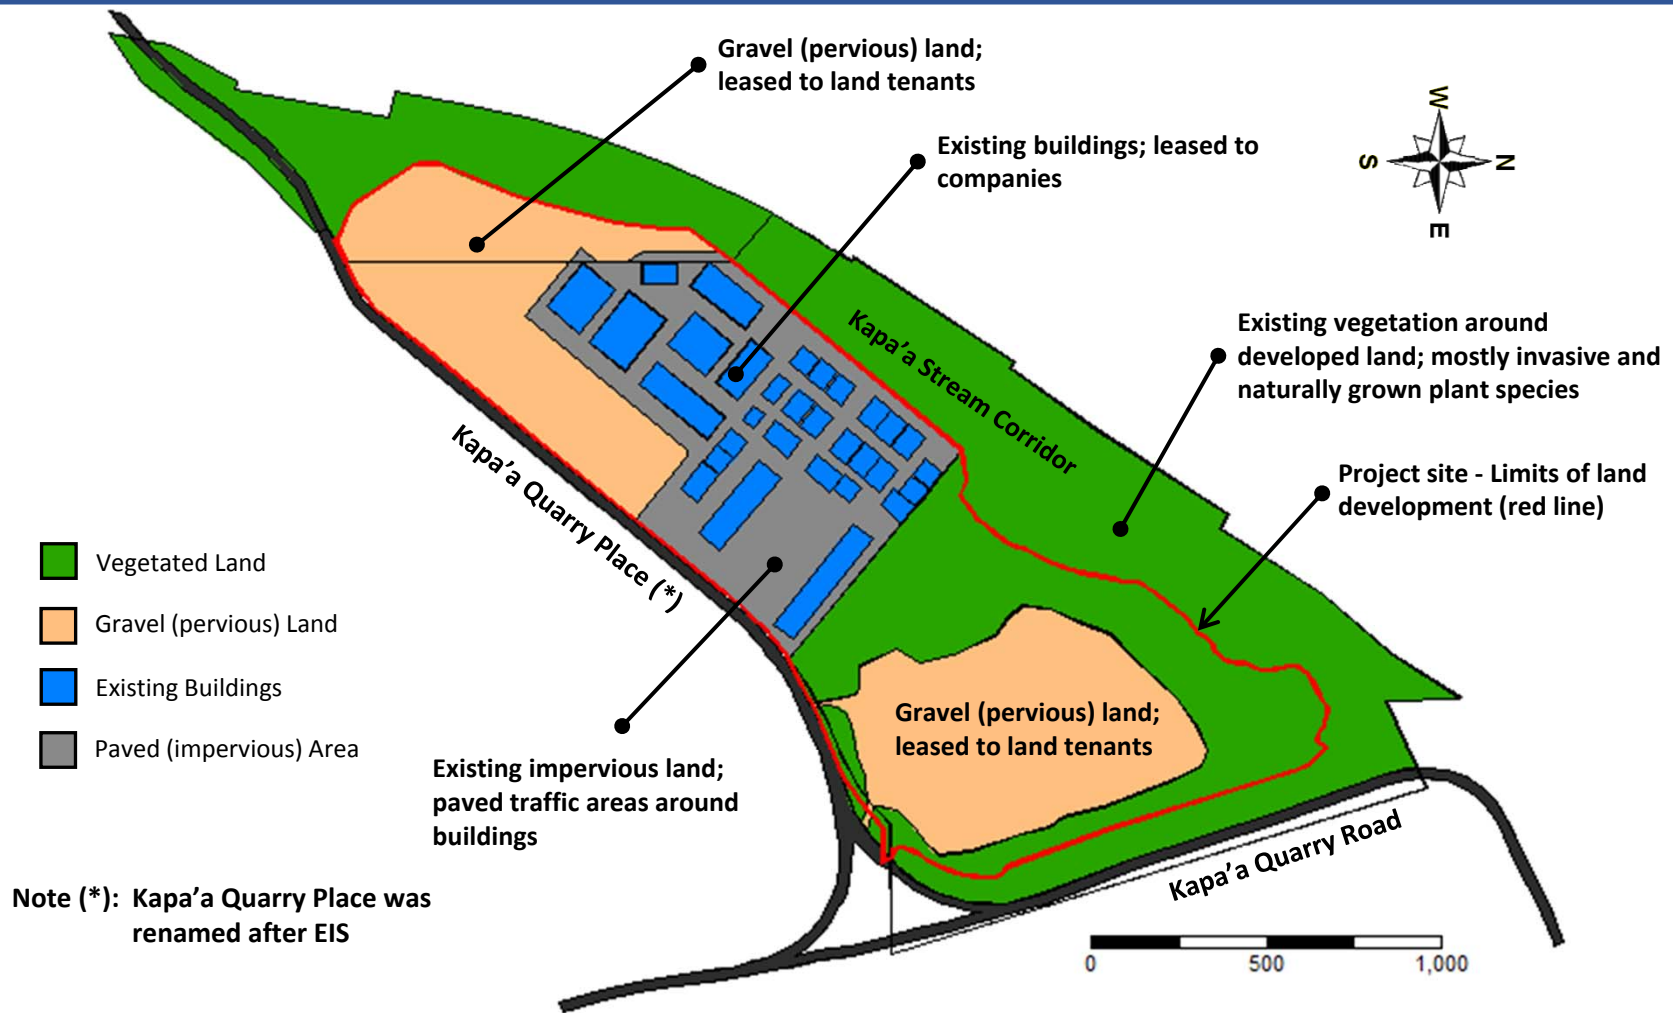 Gravel (pervious) land;
leased to land tenants
Existing buildings; leased to
companies
W
S
N
E
Existing vegetation around
developed land; mostly invasive and
naturally grown plant species
Kapa’a Stream Corridor
Project site - Limits of land
development (red line)
Kapa’a Quarry Place (*)
Vegetated Land
Gravel (pervious) Land
Existing Buildings
Paved (impervious) Area
Gravel (pervious) land;
leased to land tenants
Existing impervious land;
paved traffic areas around
buildings
Kapa’a Quarry Road
Note (*): Kapa’a Quarry Place was
renamed after EIS
0 500 1,000